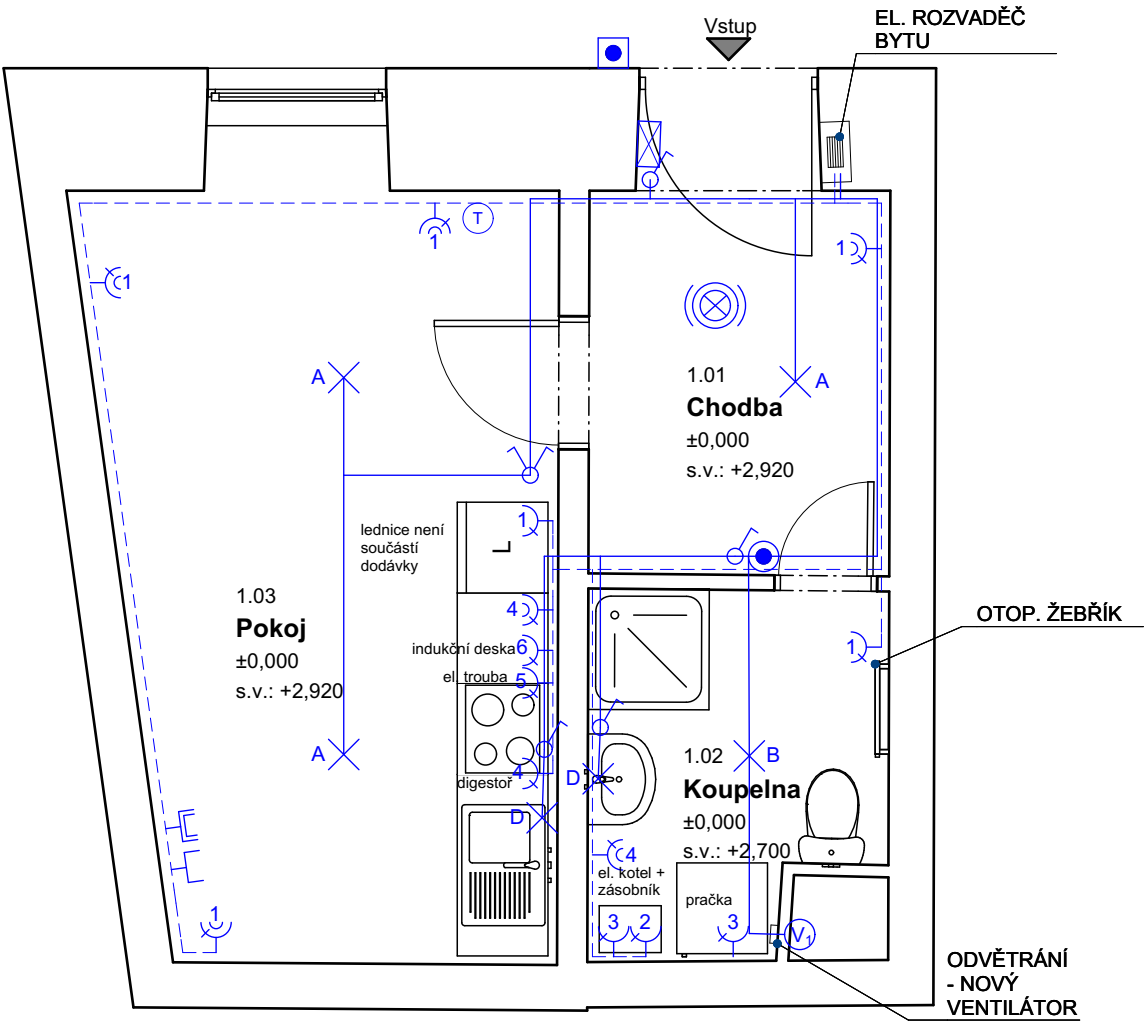 Vstup
EL. ROZVADĚČ
BYTU
T
1
1
1
A
A
1.01
Chodba
±0,000
s.v.: +2,920
lednice není
součástí
dodávky
1
L
1.03
Pokoj
±0,000
s.v.: +2,920
4
indukční deska
6
el. trouba
5
OTOP. ŽEBŘÍK
1
A
digestoř
4
D
D
1.02
B
Koupelna
±0,000
s.v.: +2,700
4
el. kotel +
zásobník
pračka
1
3
2
3
V1
ODVĚTRÁNÍ
- NOVÝ
VENTILÁTOR